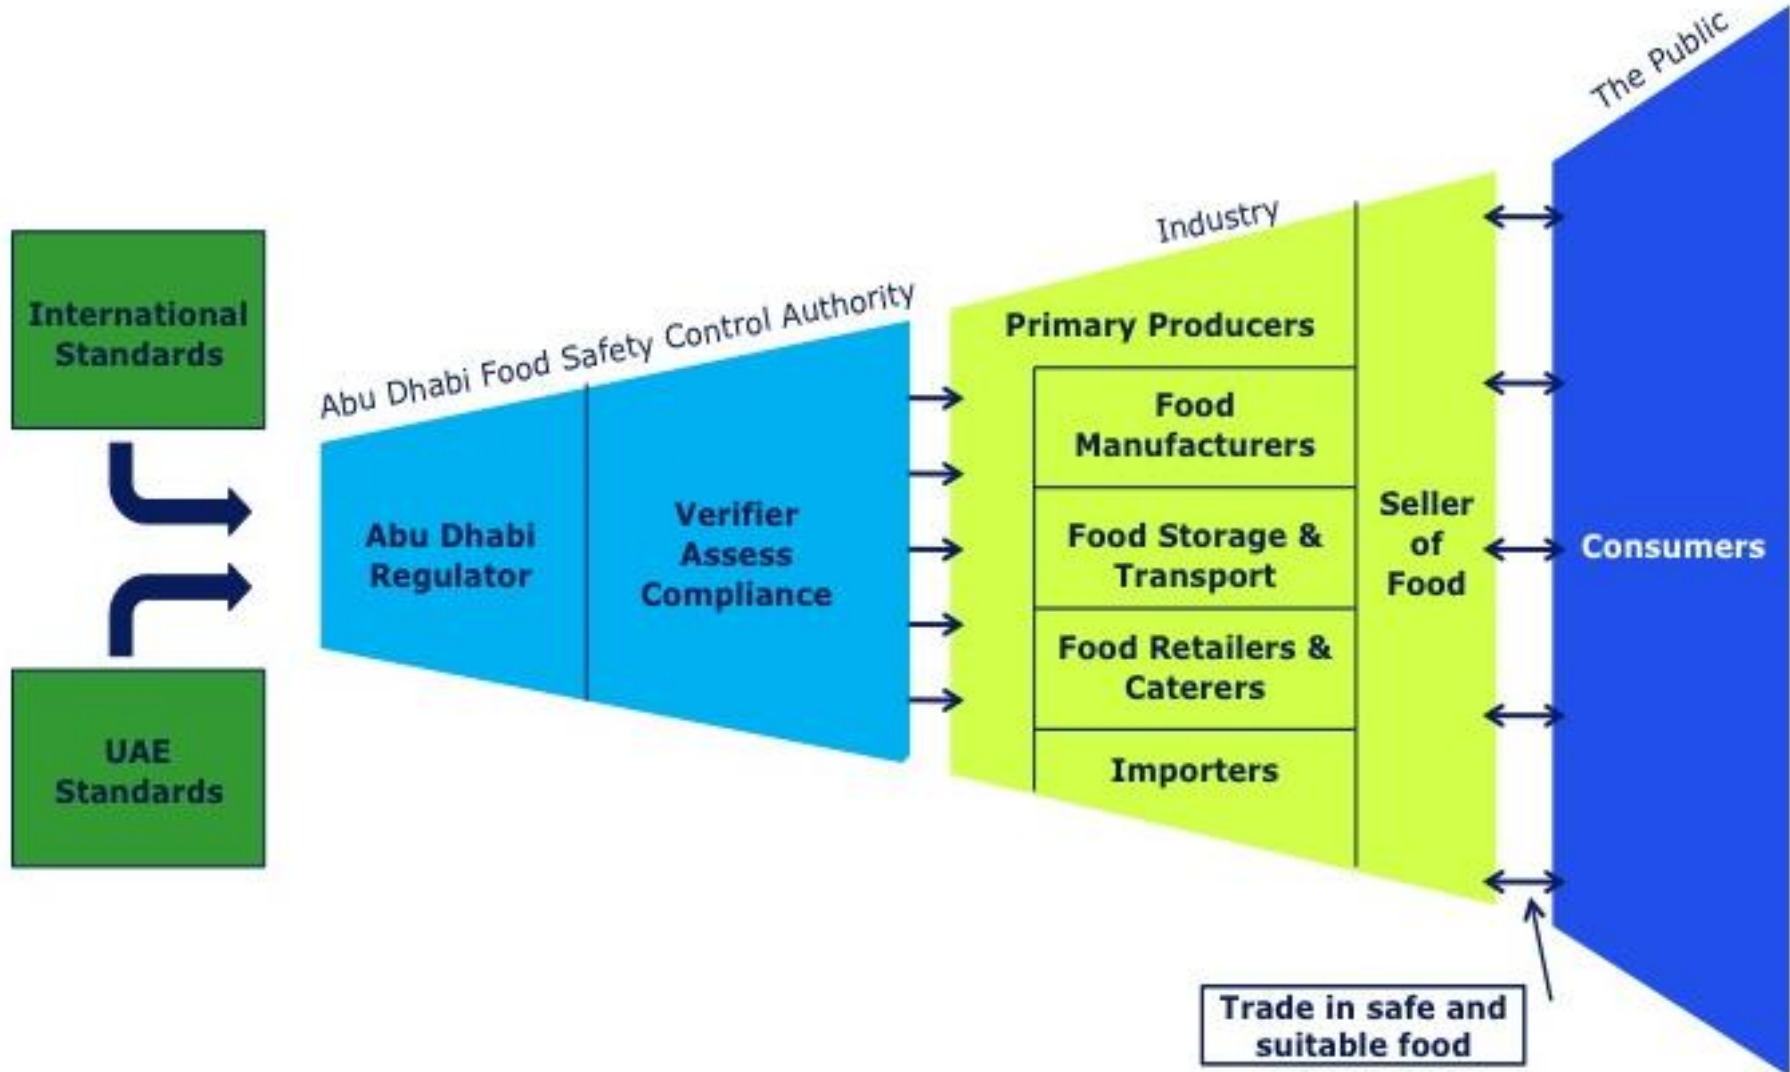 The Public
Industry
Abu Dhabi Food Safety Control Authority
International
Standards
UAE
Standards
Abu Dhabi
Regulator
Verifier
Assess
Compliance
Primary Producers
Food
Manufacturers
Food Storage &
Transport
Food Retailers &
Caterers
Importers
Seller
of
Food
Consumers
Trade in safe and
suitable food